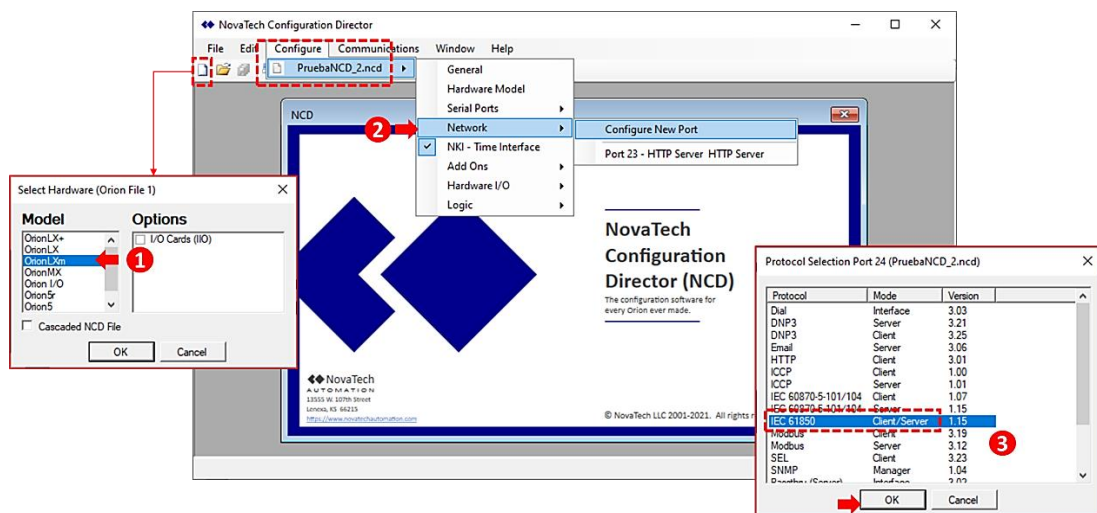 NovaTech Configuration Director
File Edit Configure Communications Window Help
PruebaNCD_2.ncd
General
Hardware Model
Serial Ports
Network
NKI - Time Interface
Add Ons
Hardware I/O
Logic
Configure New Port
Port 23 - HTTP Server HTTP Server
2
NCD
NovaTech
Configuration
Director (NCD)
The configuration software for
every Orion ever made.
NovaTech
AUTOMATION
13555 W. 107th Street
Lenexa, KS 66215
https://www.novatechautomation.com
© NovaTech LLC 2001-2021. All rights
Select Hardware (Orion File 1)
Model Options
OrionLX+
OrionLX
OrionLXm
OrionMX
Orion I/O
Orion5r
Orion5
I/O Cards (IIO)
1
Cascaded NCD File
OK Cancel
Protocol Selection Port 24 (PruebaNCD_2.ncd)
Protocol Mode Version
Dial Interface 3.03
DNP3 Server 3.21
DNP3 Client 3.25
Email Server 3.06
HTTP Client 3.01
ICCP Client 1.00
ICCP Server 1.01
IEC 60870-5-101/104 Client 1.07
IEC 60870-5-101/104 Server 1.15
IEC 61850 Client/Server 1.15
Modbus Client 3.19
Modbus Server 3.12
SEL Client 3.23
SNMP Manager 1.04
Passthru (Server) Interface 3.02
3
OK Cancel